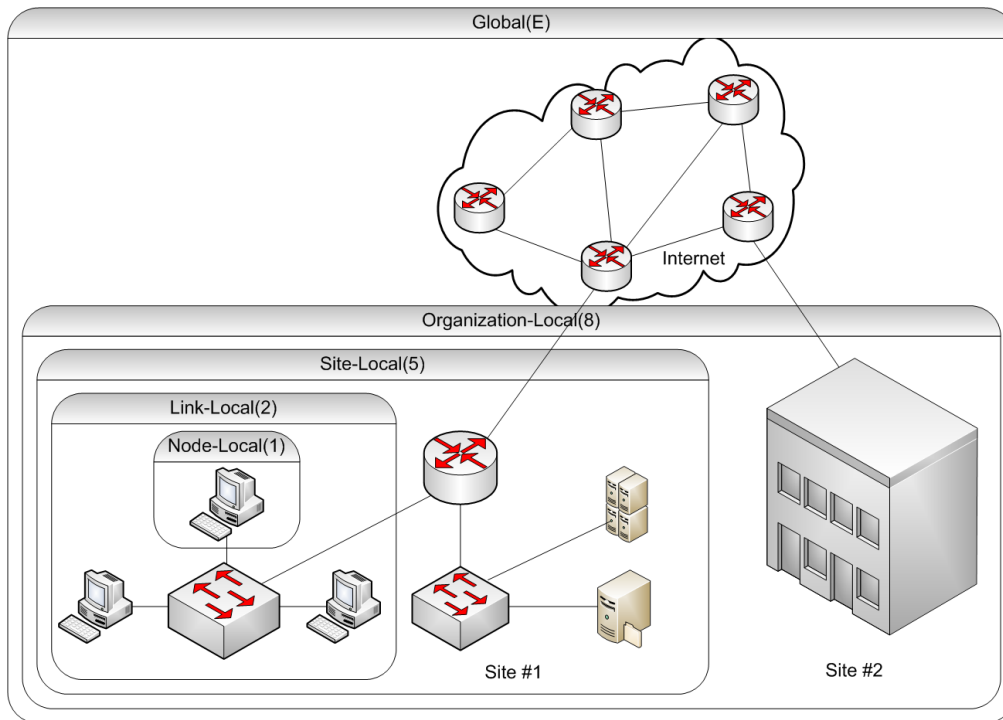 Global(E)
Internet
Organization-Local(8)
Site-Local(5)
Link-Local(2)
Node-Local(1)
Site #1
Site #2